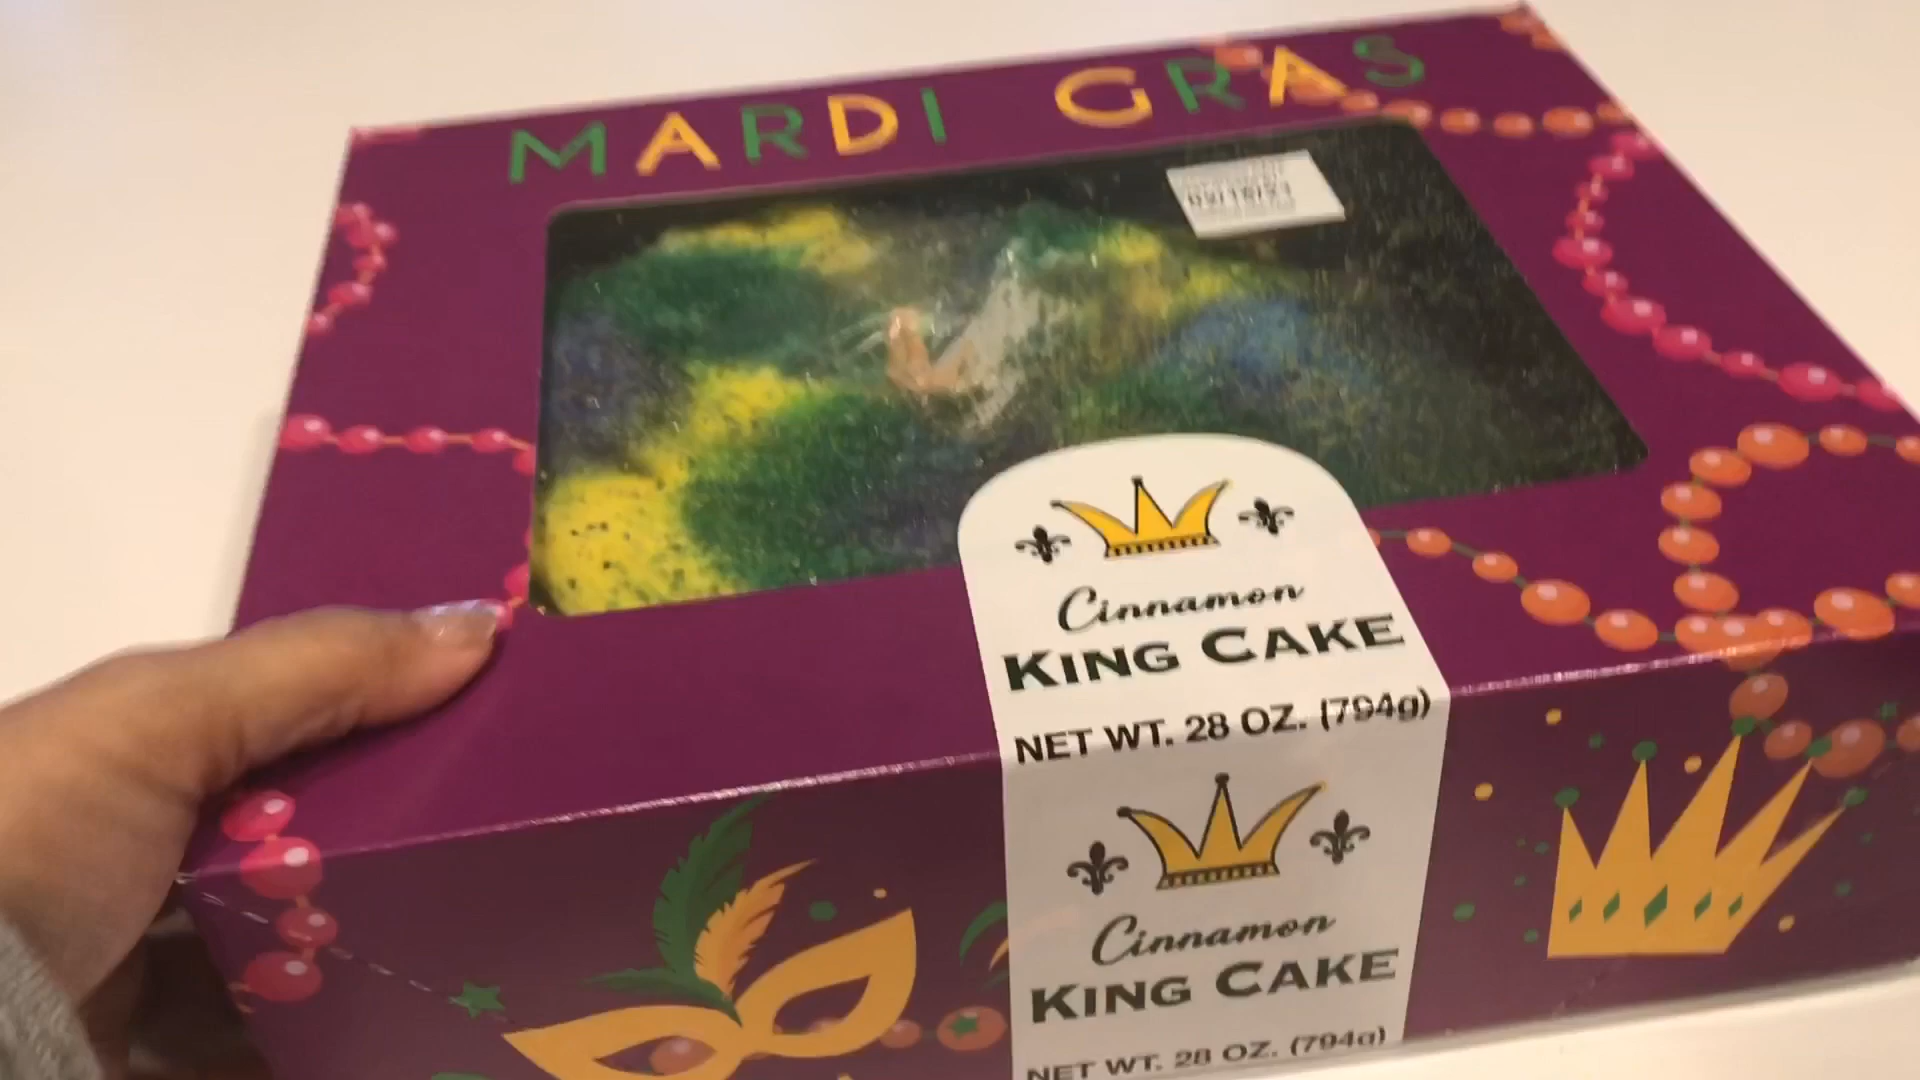 MARDI GRAS
Cinnamon
KING CAKE
NET WT. 28 OZ. (794g)
Cinnamon
KING CAKE
NET WT. 28 OZ. (794g)